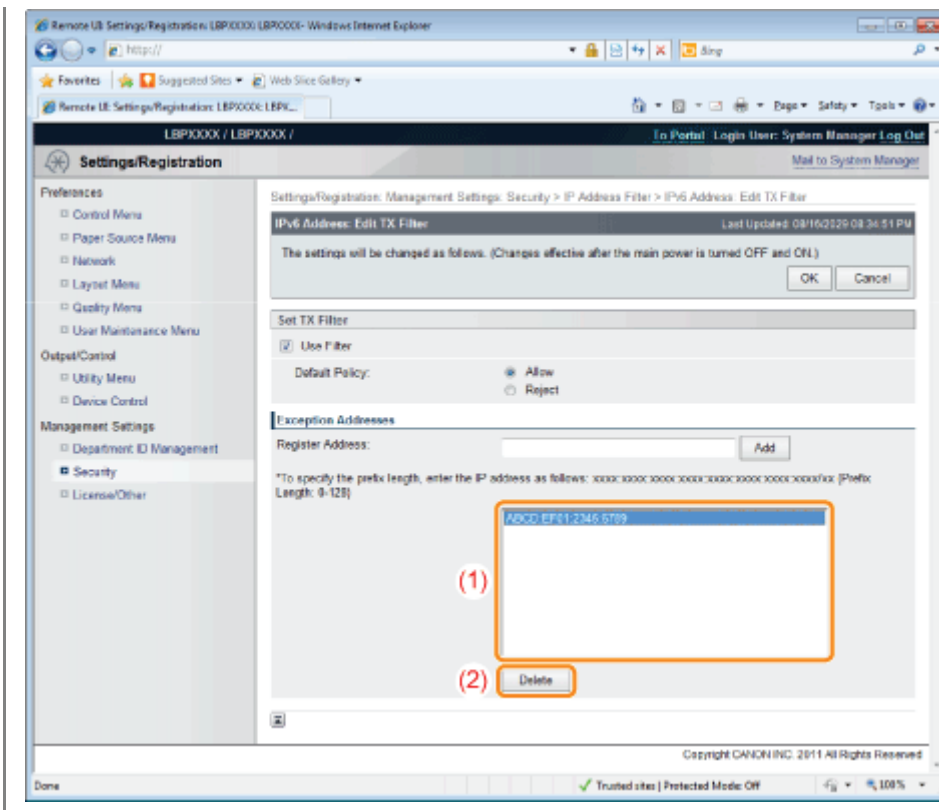 Remote UI: Settings/Registration: LBPXXXX: LBPXXXX - Windows Internet Explorer
http://
Bing
Favorites Suggested Sites Web Slice Gallery
Remote UI: Settings/Registration: LBPXXXX: LBPX... Page Safety Tools
LBPXXXX / LBPXXXX / To Portal Login User: System Manager Log Out
Settings/Registration Mail to System Manager
Preferences
Control Menu
Paper Source Menu
Network
Layout Menu
Quality Menu
User Maintenance Menu
Output/Control
Utility Menu
Device Control
Management Settings
Department ID Management
Security
License/Other
Settings/Registration: Management Settings: Security > IP Address Filter > IPv6 Address: Edit TX Filter
IPv6 Address: Edit TX Filter Last Updated: 08/16/2029 08:34:51 PM
The settings will be changed as follows. (Changes effective after the main power is turned OFF and ON.)
OK Cancel
Set TX Filter
Use Filter
Default Policy: Allow
Reject
Exception Addresses
Register Address: Add
*To specify the prefix length, enter the IP address as follows: xxxx:xxxx:xxxx:xxxx:xxxx:xxxx:xxxx:xxxx/xx (Prefix
Length: 0-128)
ABCD:EF01:2345:6789
(1)
(2) Delete
Copyright CANON INC. 2011 All Rights Reserved
Done Trusted sites | Protected Mode: Off 100%